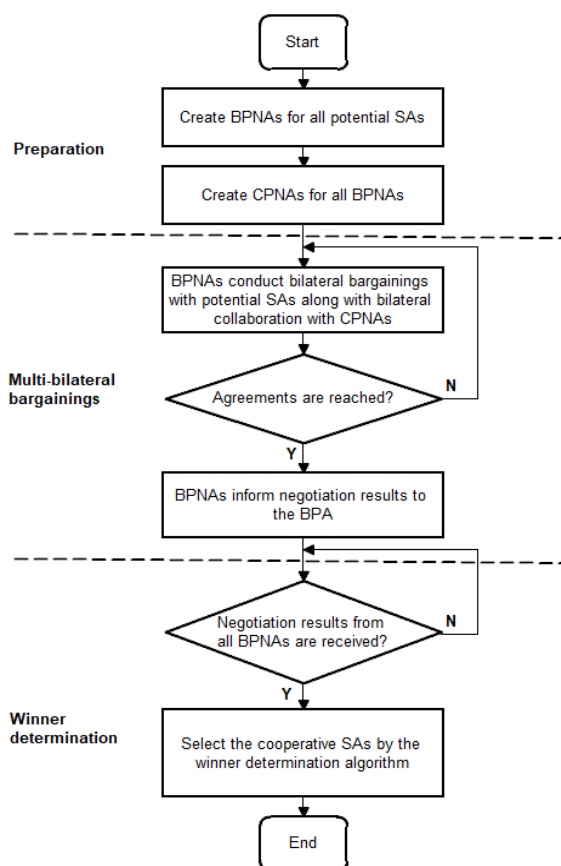 Start
Create BPNAs for all potential SAs
Preparation
Create CPNAs for all BPNAs
BPNAs conduct bilateral bargainings
with potential SAs along with bilateral
collaboration with CPNAs
Multi-bilateral
bargainings
Agreements are reached?
N
Y
BPNAs inform negotiation results to
the BPA
Negotiation results from
all BPNAs are received?
N
Y
Winner
determination
Select the cooperative SAs by the
winner determination algorithm
End